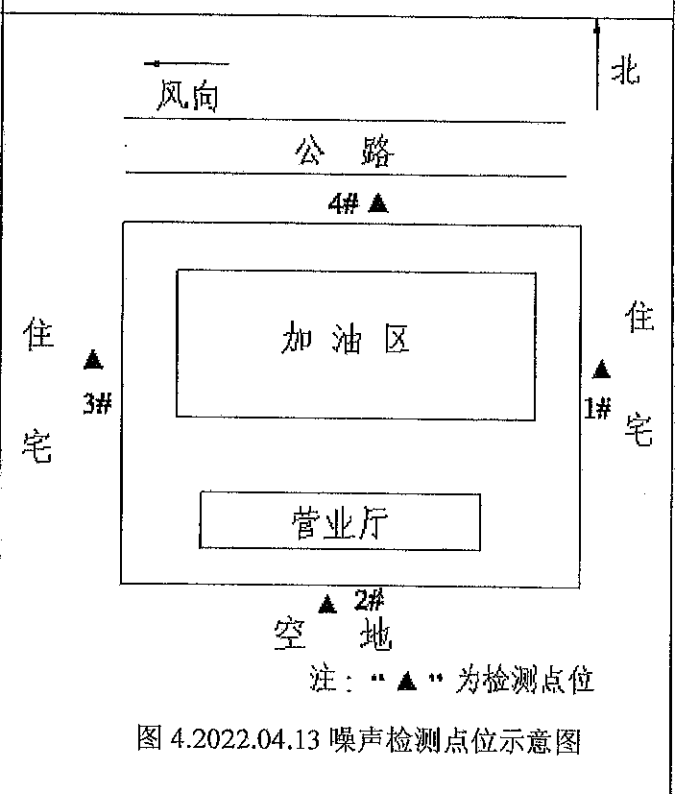 北
风向
公 路
4# ▲
住宅
▲
3#
加 油 区
住宅
▲
1#
营业厅
▲ 2#
空 地
注："▲"为检测点位
图 4.2022.04.13 噪声检测点位示意图